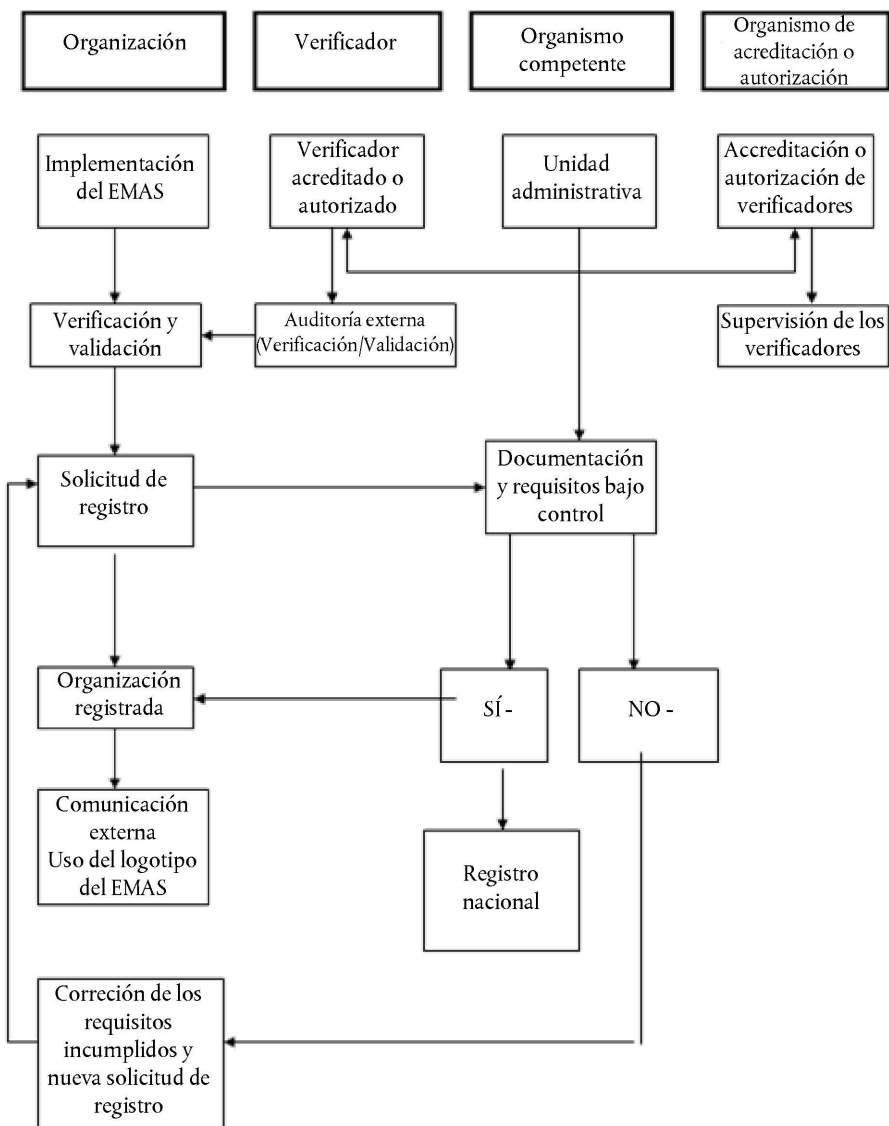 Organización
Verificador
Organismo
competente
Organismo de
acreditación o
autorización
Implementación
del EMAS
Verificador
acreditado o
autorizado
Unidad
administrativa
Accreditación o
autorización de
verificadores
Verificación y
validación
Auditoría externa
(Verificación/Validación)
Supervisión de los
verificadores
Solicitud de
registro
Documentación
y requisitos bajo
control
Organización
registrada
SÍ -
NO -
Comunicación
externa
Uso del logotipo
del EMAS
Registro
nacional
Correción de los
requisitos
incumplidos y
nueva solicitud de
registro